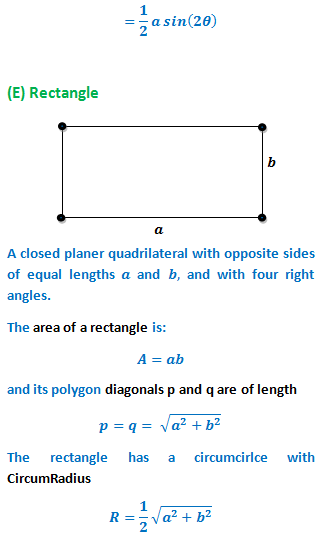 = 1/2 a sin(2θ)
(E) Rectangle
b
a
A closed planer quadrilateral with opposite sides
of equal lengths a and b, and with four right
angles.
The area of a rectangle is:
A = ab
and its polygon diagonals p and q are of length
p = q = √(a² + b²)
The rectangle has a circumcirlce with
CircumRadius
R = 1/2 √(a² + b²)